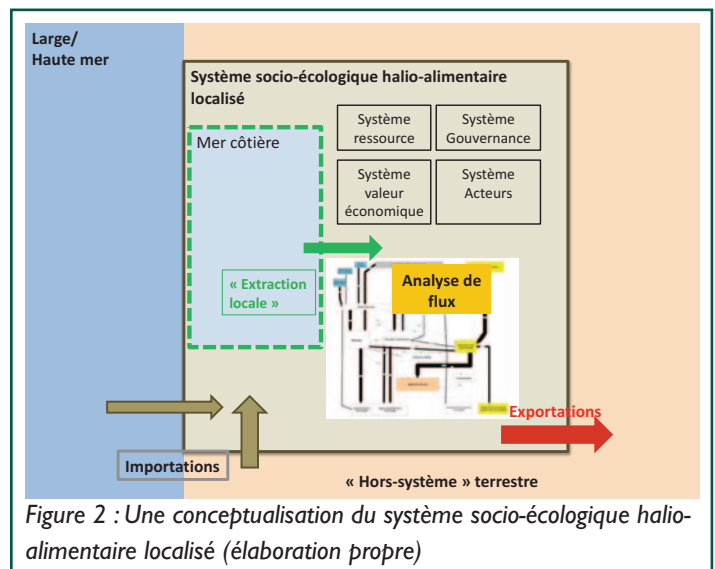 Large/
Haute mer
Système socio-écologique halio-alimentaire
localisé
Mer côtière
Système
ressource
Système
Gouvernance
Système
valeur
économique
Système
Acteurs
« Extraction
locale »
Analyse de
flux
Exportations
Importations
« Hors-système » terrestre
Figure 2 : Une conceptualisation du système socio-écologique halio-
alimentaire localisé (élaboration propre)